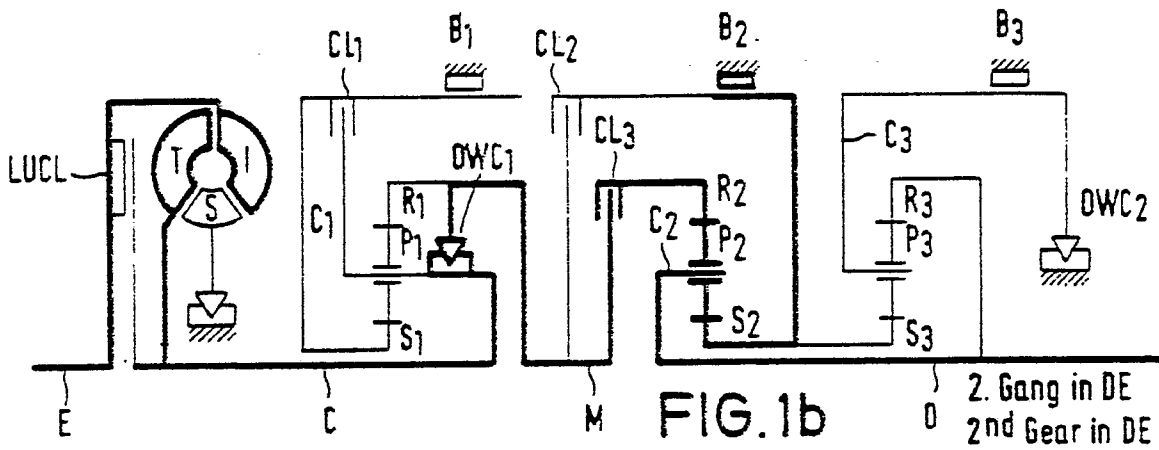 B1
B2
B3
CL1
CL2
CL3
C3
LUCL
T
I
S
OWC1
R1
P1
C1
S1
R2
C2
P2
S2
R3
P3
S3
OWC2
E
C
M
O
2. Gang in DE
2nd Gear in DE
FIG.1b